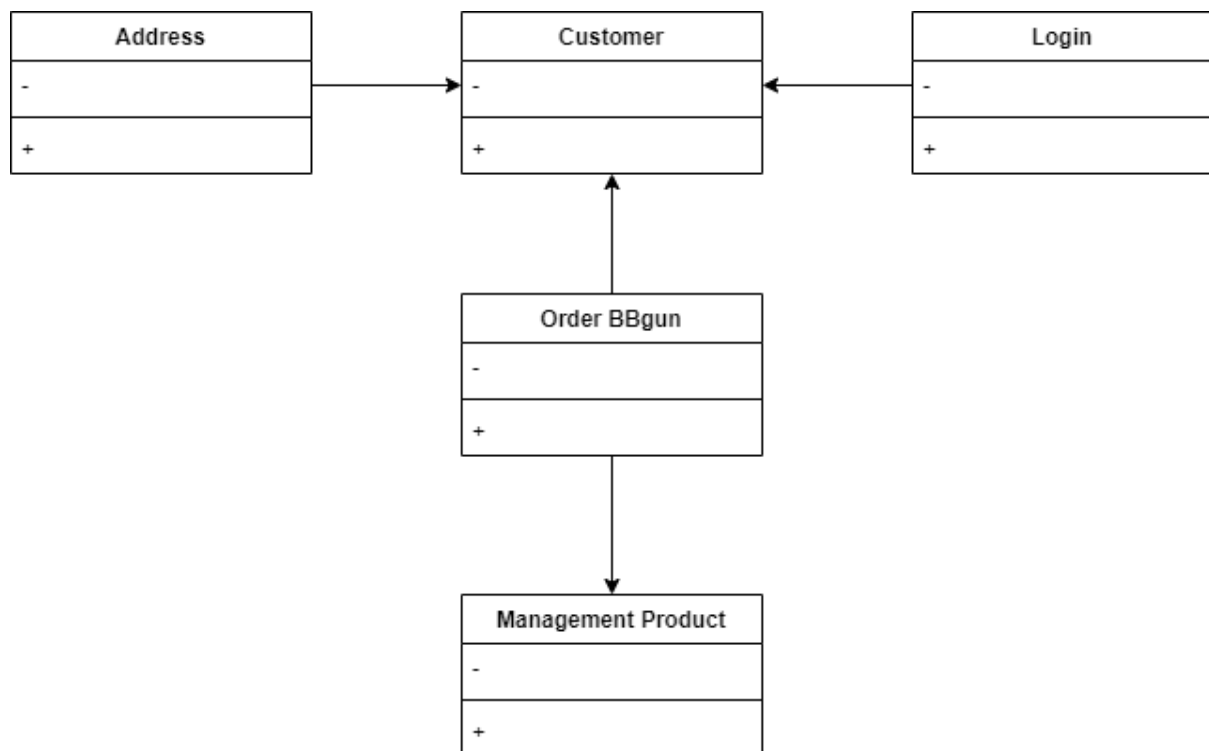 Address
-
+
Customer
-
+
Login
-
+
Order BBgun
-
+
Management Product
-
+